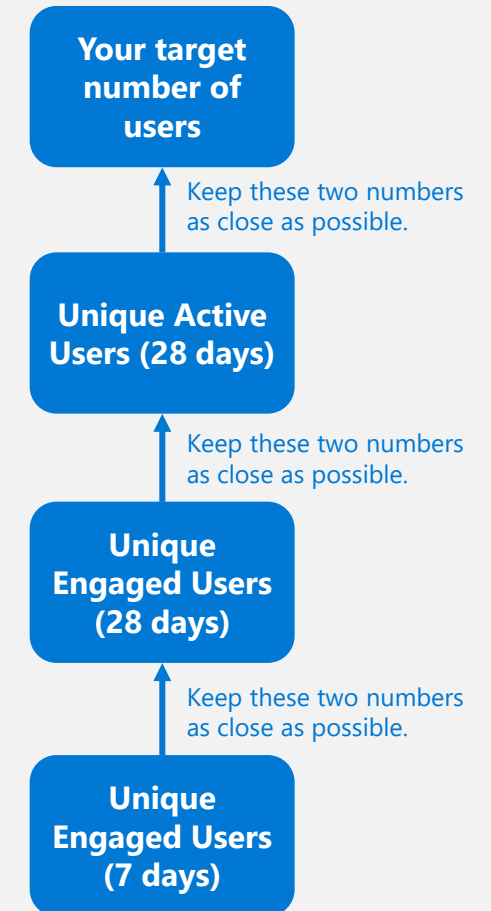 Your target
number of
users
Keep these two numbers
as close as possible.
Unique Active
Users (28 days)
Keep these two numbers
as close as possible.
Unique
Engaged Users
(28 days)
Keep these two numbers
as close as possible.
Unique
Engaged Users
(7 days)